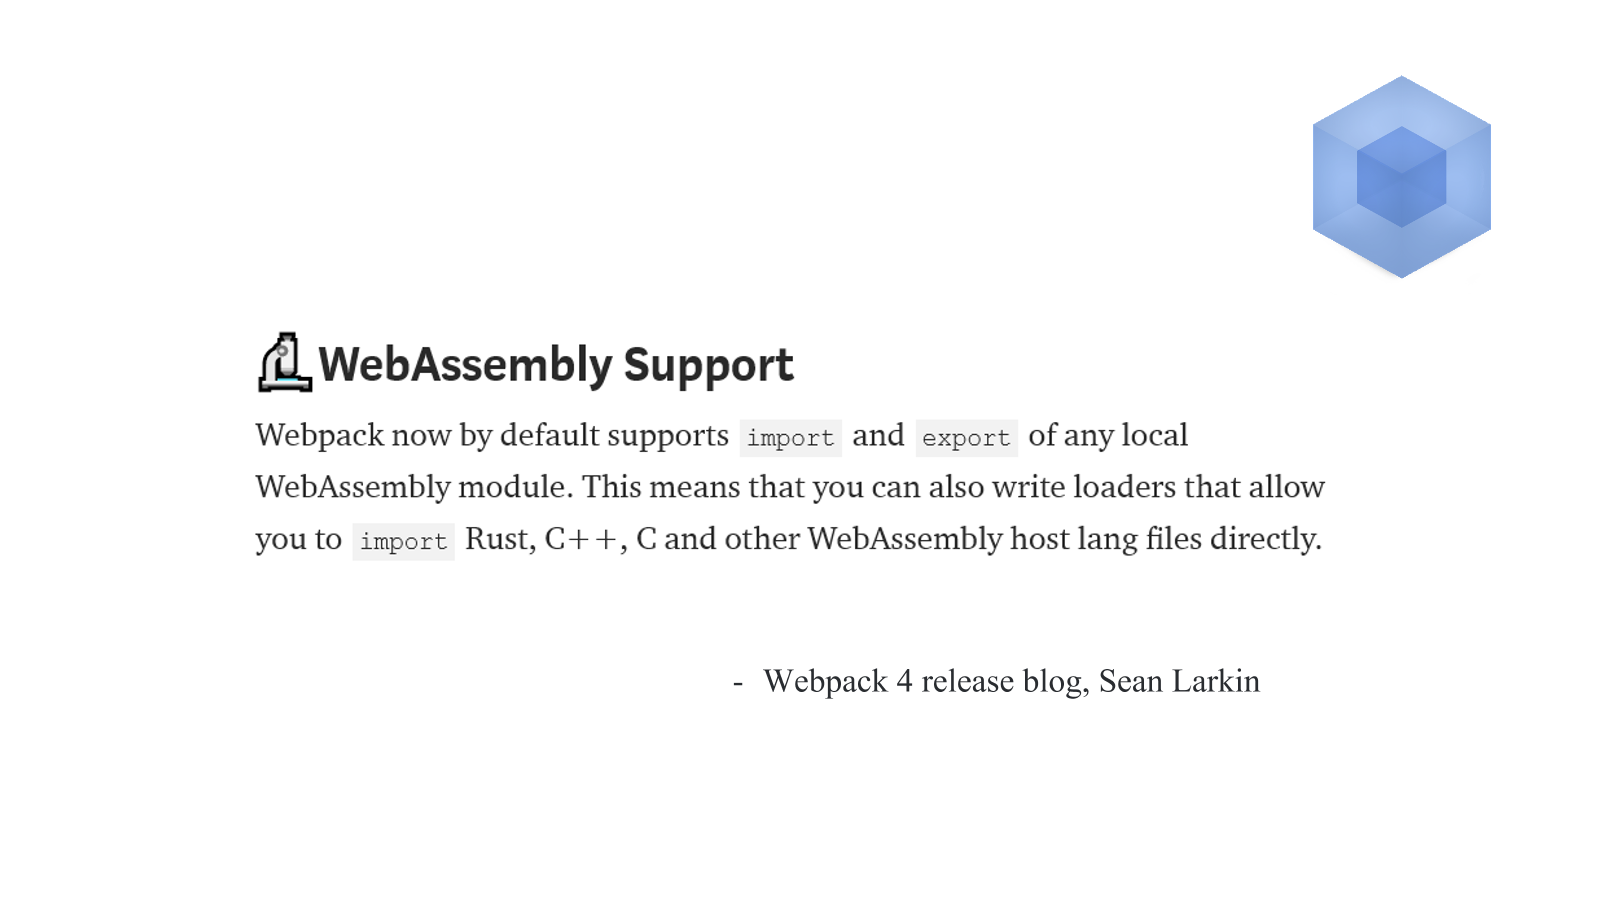 WebAssembly Support
Webpack now by default supports import and export of any local
WebAssembly module. This means that you can also write loaders that allow
you to import Rust, C++, C and other WebAssembly host lang files directly.
- Webpack 4 release blog, Sean Larkin